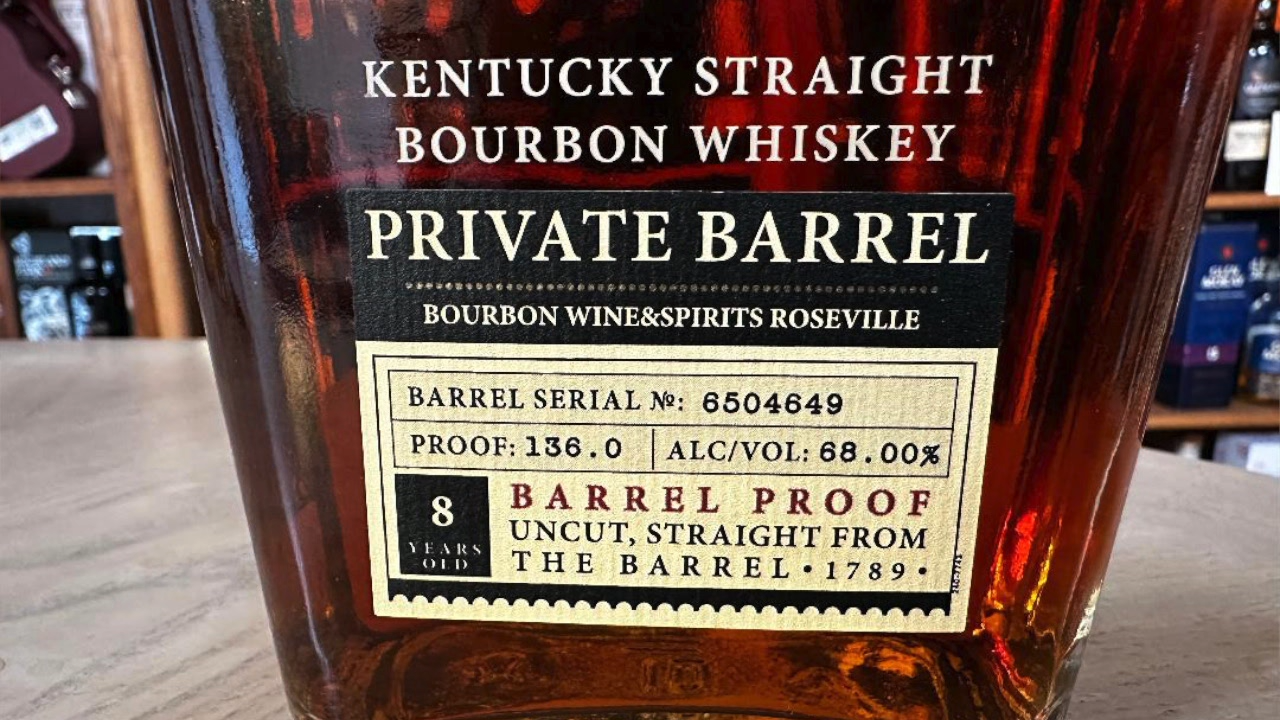 KENTUCKY STRAIGHT
BOURBON WHISKEY
PRIVATE BARREL
BOURBON WINE&SPIRITS ROSEVILLE
BARREL SERIAL №: 6504649
PROOF: 136.0 ALC/VOL: 68.00%
8
YEARS
OLD
BARREL PROOF
UNCUT, STRAIGHT FROM
THE BARREL • 1789 •